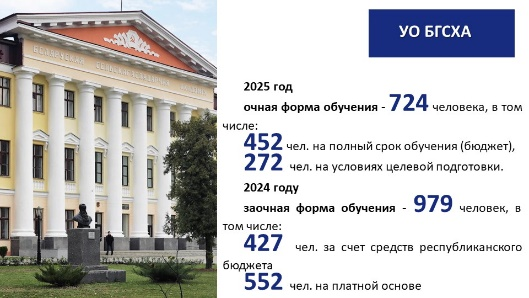 УО БГСХА
2025 год
очная форма обучения - 724 человека, в том
числе:
452 чел. на полный срок обучения (бюджет),
272 чел. на условиях целевой подготовки.
2024 году
заочная форма обучения - 979 человек, в
том числе:
427 чел. за счет средств республиканского
бюджета
552 чел. на платной основе